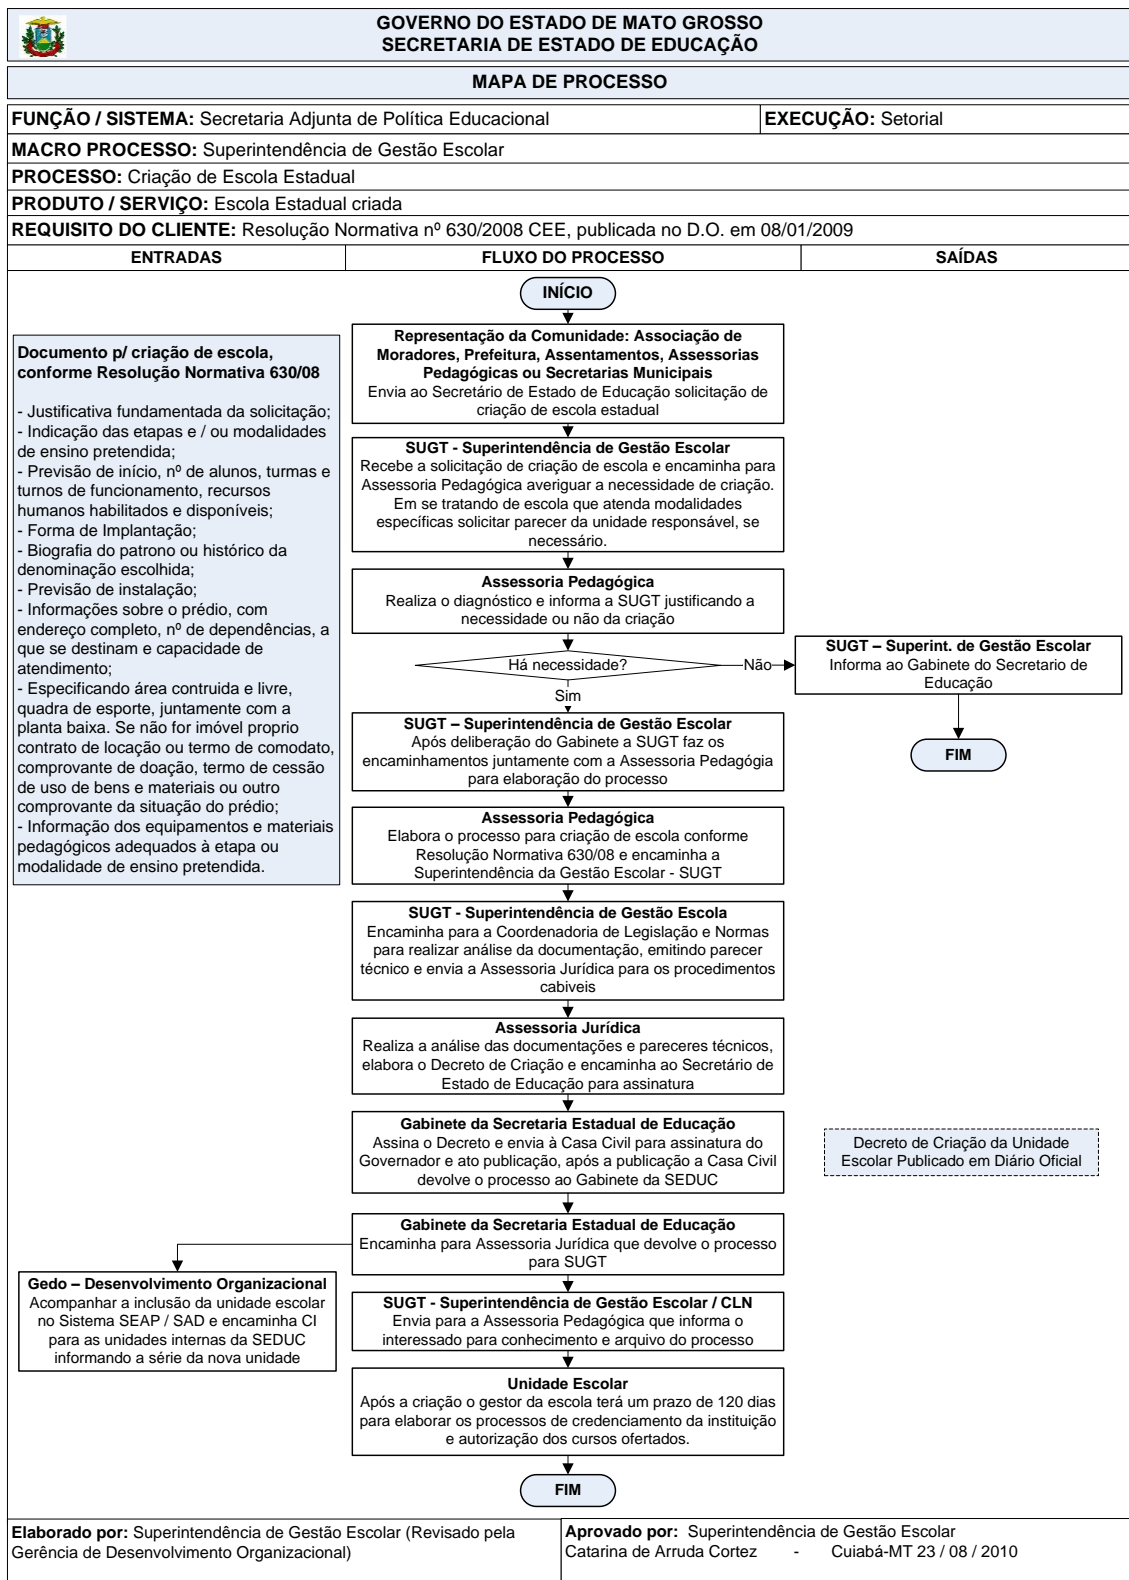 GOVERNO DO ESTADO DE MATO GROSSO
SECRETARIA DE ESTADO DE EDUCAÇÃO
MAPA DE PROCESSO
FUNÇÃO / SISTEMA: Secretaria Adjunta de Política Educacional
EXECUÇÃO: Setorial
MACRO PROCESSO: Superintendência de Gestão Escolar
PROCESSO: Criação de Escola Estadual
PRODUTO / SERVIÇO: Escola Estadual criada
REQUISITO DO CLIENTE: Resolução Normativa nº 630/2008 CEE, publicada no D.O. em 08/01/2009
ENTRADAS
FLUXO DO PROCESSO
SAÍDAS
Documento p/ criação de escola,
conforme Resolução Normativa 630/08
- Justificativa fundamentada da solicitação;
- Indicação das etapas e / ou modalidades
de ensino pretendida;
- Previsão de início, nº de alunos, turmas e
turnos de funcionamento, recursos
humanos habilitados e disponíveis;
- Forma de Implantação;
- Biografia do patrono ou histórico da
denominação escolhida;
- Previsão de instalação;
- Informações sobre o prédio, com
endereço completo, nº de dependências, a
que se destinam e capacidade de
atendimento;
- Especificando área contruida e livre,
quadra de esporte, juntamente com a
planta baixa. Se não for imóvel proprio
contrato de locação ou termo de comodato,
comprovante de doação, termo de cessão
de uso de bens e materiais ou outro
comprovante da situação do prédio;
- Informação dos equipamentos e materiais
pedagógicos adequados à etapa ou
modalidade de ensino pretendida.
INÍCIO
Representação da Comunidade: Associação de
Moradores, Prefeitura, Assentamentos, Assessorias
Pedagógicas ou Secretarias Municipais
Envia ao Secretário de Estado de Educação solicitação de
criação de escola estadual
SUGT - Superintendência de Gestão Escolar
Recebe a solicitação de criação de escola e encaminha para
Assessoria Pedagógica averiguar a necessidade de criação.
Em se tratando de escola que atenda modalidades
específicas solicitar parecer da unidade responsável, se
necessário.
Assessoria Pedagógica
Realiza o diagnóstico e informa a SUGT justificando a
necessidade ou não da criação
Há necessidade?
Não
SUGT – Superint. de Gestão Escolar
Informa ao Gabinete do Secretario de
Educação
FIM
Sim
SUGT – Superintendência de Gestão Escolar
Após deliberação do Gabinete a SUGT faz os
encaminhamentos juntamente com a Assessoria Pedagógia
para elaboração do processo
Assessoria Pedagógica
Elabora o processo para criação de escola conforme
Resolução Normativa 630/08 e encaminha a
Superintendência da Gestão Escolar - SUGT
SUGT - Superintendência de Gestão Escola
Encaminha para a Coordenadoria de Legislação e Normas
para realizar análise da documentação, emitindo parecer
técnico e envia a Assessoria Jurídica para os procedimentos
cabiveis
Assessoria Jurídica
Realiza a análise das documentações e pareceres técnicos,
elabora o Decreto de Criação e encaminha ao Secretário de
Estado de Educação para assinatura
Gabinete da Secretaria Estadual de Educação
Assina o Decreto e envia à Casa Civil para assinatura do
Governador e ato publicação, após a publicação a Casa Civil
devolve o processo ao Gabinete da SEDUC
Decreto de Criação da Unidade
Escolar Publicado em Diário Oficial
Gabinete da Secretaria Estadual de Educação
Encaminha para Assessoria Jurídica que devolve o processo
para SUGT
Gedo – Desenvolvimento Organizacional
Acompanhar a inclusão da unidade escolar
no Sistema SEAP / SAD e encaminha CI
para as unidades internas da SEDUC
informando a série da nova unidade
SUGT - Superintendência de Gestão Escolar / CLN
Envia para a Assessoria Pedagógica que informa o
interessado para conhecimento e arquivo do processo
Unidade Escolar
Após a criação o gestor da escola terá um prazo de 120 dias
para elaborar os processos de credenciamento da instituição
e autorização dos cursos ofertados.
FIM
Elaborado por: Superintendência de Gestão Escolar (Revisado pela
Gerência de Desenvolvimento Organizacional)
Aprovado por: Superintendência de Gestão Escolar
Catarina de Arruda Cortez - Cuiabá-MT 23 / 08 / 2010